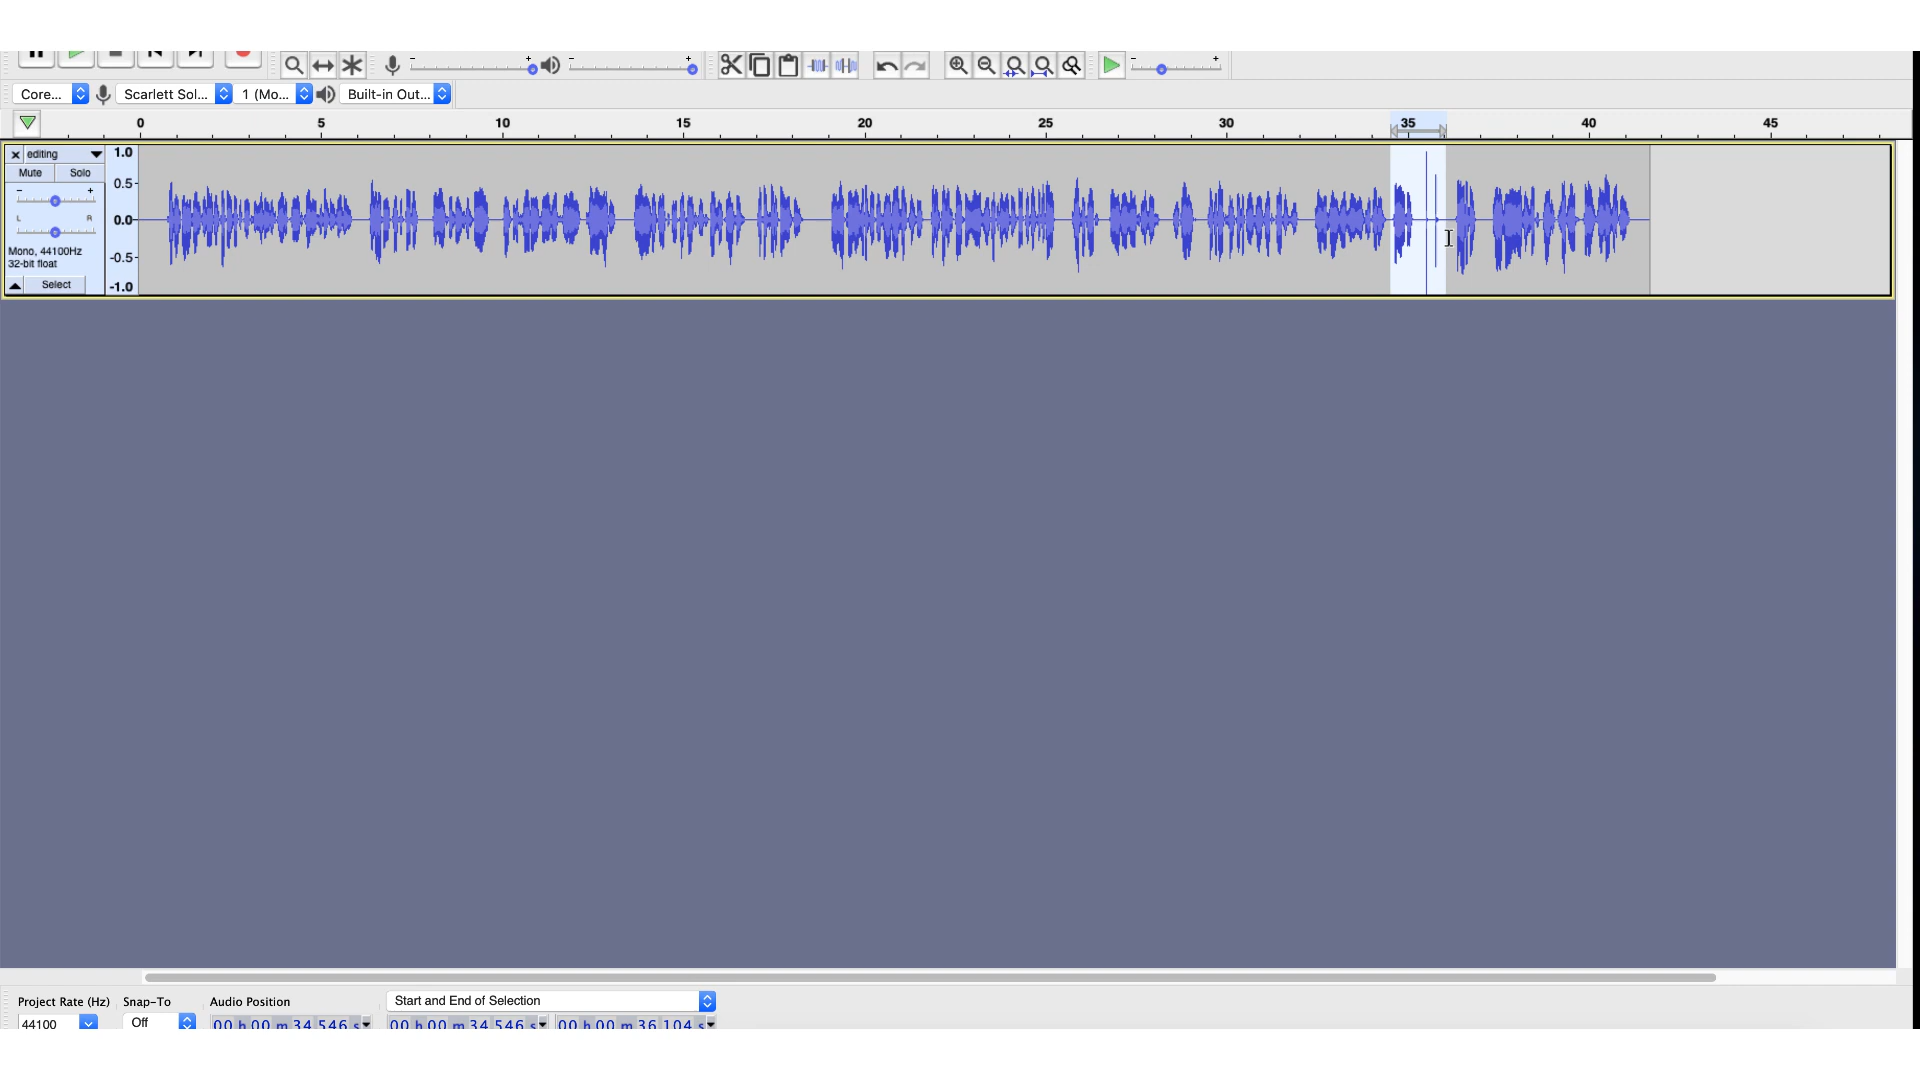 Core... Scarlett Sol... 1 (Mo... Built-in Out...
0 5 10 15 20 25 30 35 40 45
editing
Mute Solo
- +
L R
Mono, 44100Hz
32-bit float
Select
1.0
0.5-
0.0-
-0.5-
-1.0
Project Rate (Hz) Snap-To Audio Position Start and End of Selection
44100 Off 00 h 00 m 34.546 s 00 h 00 m 34.546 s 00 h 00 m 36.104 s